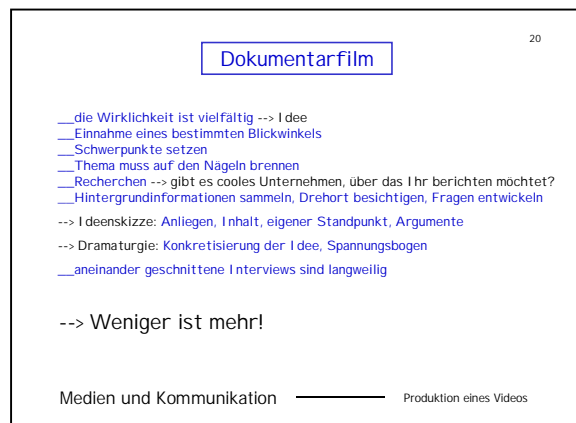 20
Dokumentarfilm
__die Wirklichkeit ist vielfältig --> Idee
__Einnahme eines bestimmten Blickwinkels
__Schwerpunkte setzen
__Thema muss auf den Nägeln brennen
__Recherchen --> gibt es cooles Unternehmen, über das Ihr berichten möchtet?
__Hintergrundinformationen sammeln, Drehort besichtigen, Fragen entwickeln
--> Ideenskizze: Anliegen, Inhalt, eigener Standpunkt, Argumente
--> Dramaturgie: Konkretisierung der Idee, Spannungsbogen
__aneinander geschnittene Interviews sind langweilig
--> Weniger ist mehr!
Medien und Kommunikation Produktion eines Videos